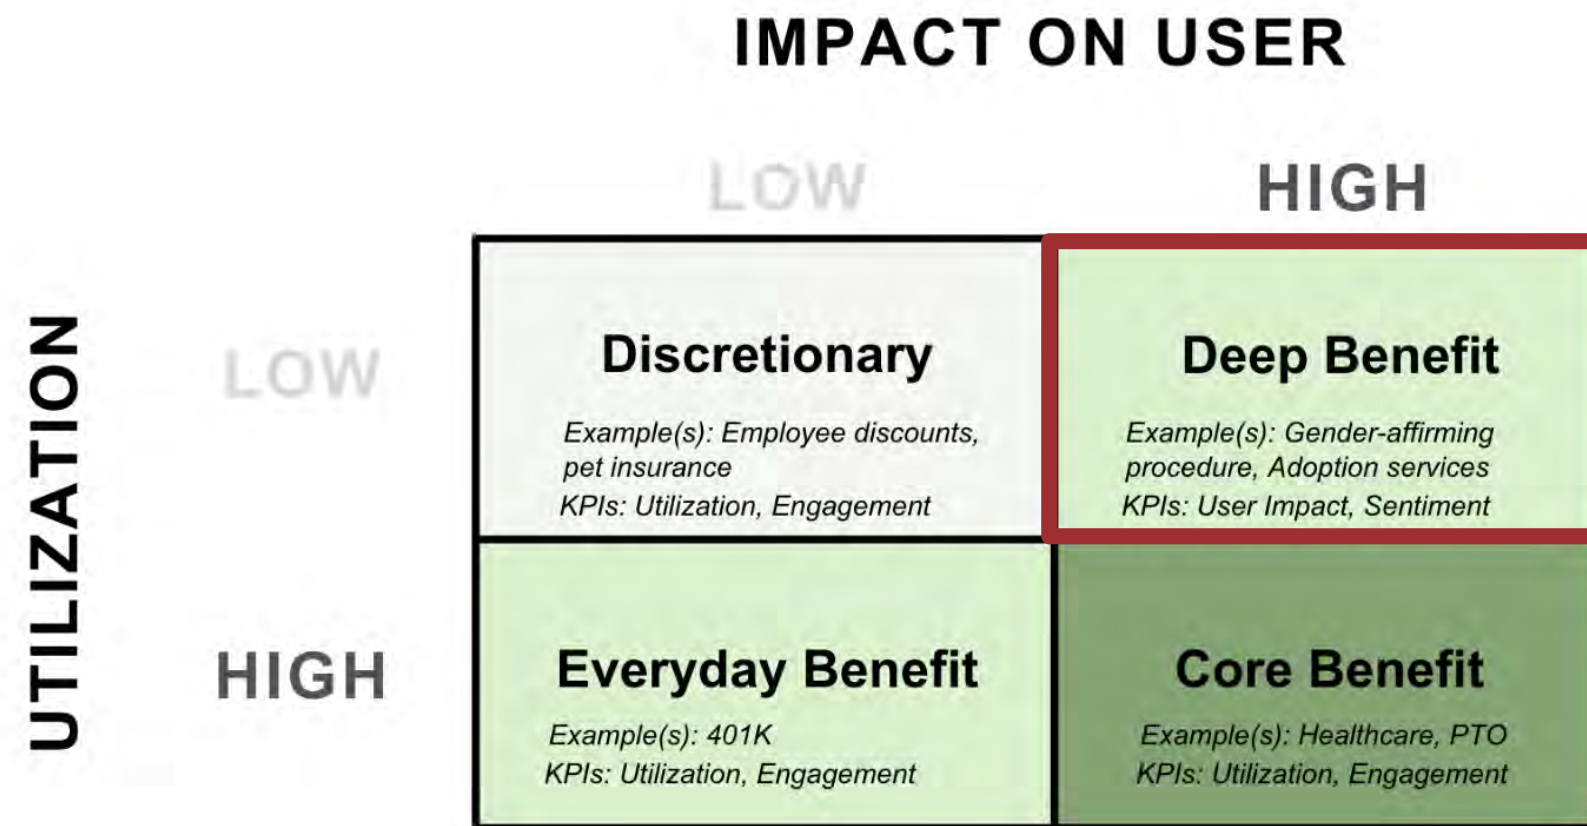 IMPACT ON USER
LOW
HIGH
UTILIZATION
LOW
Discretionary
Example(s): Employee discounts,
pet insurance
KPIs: Utilization, Engagement
Deep Benefit
Example(s): Gender-affirming
procedure, Adoption services
KPIs: User Impact, Sentiment
HIGH
Everyday Benefit
Example(s): 401K
KPIs: Utilization, Engagement
Core Benefit
Example(s): Healthcare, PTO
KPIs: Utilization, Engagement